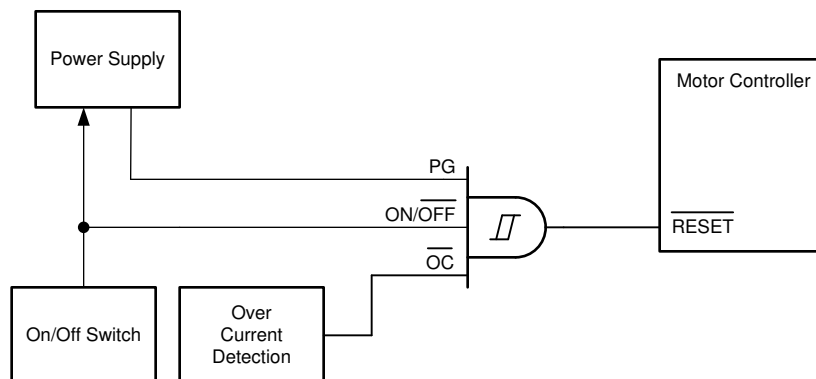 Power Supply
Motor Controller
PG
ON/OFF
RESET
OC
On/Off Switch
Over
Current
Detection